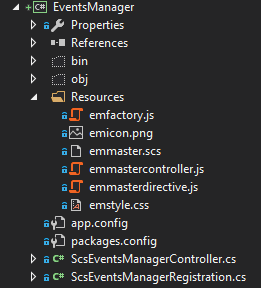 EventsManager
Properties
References
bin
obj
Resources
emfactory.js
emicon.png
emmaster.scs
emmastercontroller.js
emmasterdirective.js
emstyle.css
app.config
packages.config
C# ScsEventsManagerController.cs
C# ScsEventsManagerRegistration.cs